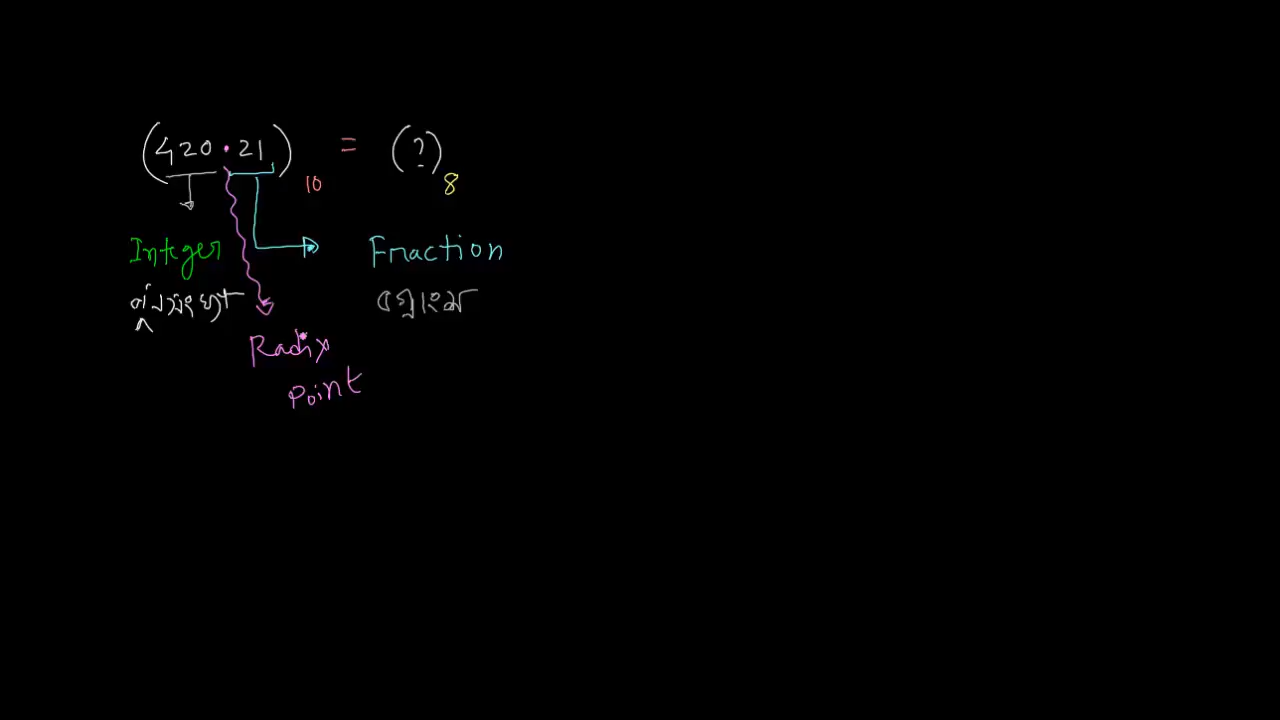 (420.21)10 = (?)8
Integer
Fraction
পূর্ণসংখ্যা
ভগ্নাংশ
Radix
Point